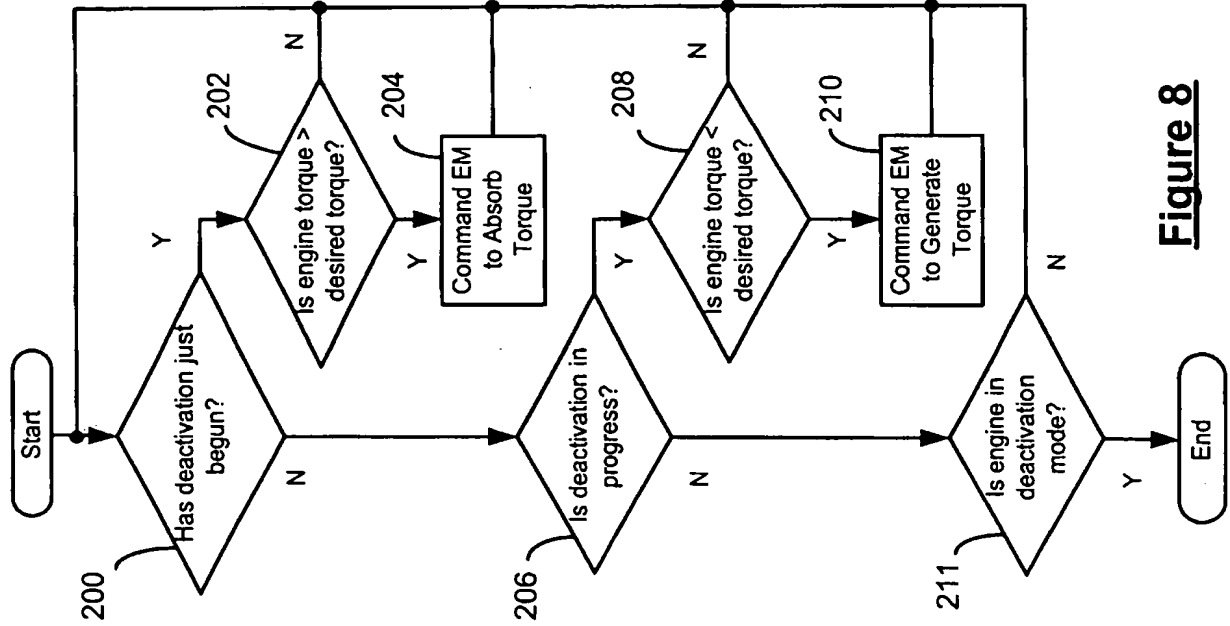 Start
200
Has deactivation just
begun?
Y
N
202
Is engine torque >
desired torque?
N
Y
204
Command EM
to Absorb
Torque
206
Is deactivation in
progress?
Y
N
208
Is engine torque <
desired torque?
N
Y
210
Command EM
to Generate
Torque
211
Is engine in
deactivation
mode?
N
Y
End
Figure 8